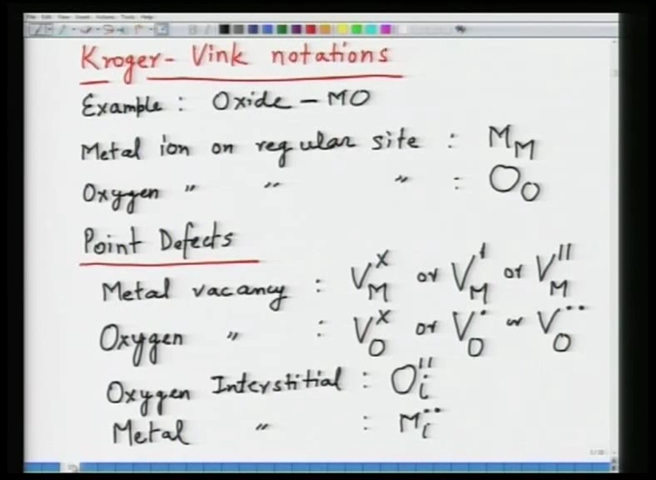 Kroger-Vink notations
Example : Oxide - MO
Metal ion on regular site : M_M
Oxygen " " " : O_O
Point Defects
Metal vacancy : V_M^x or V_M^' or V_M^''
Oxygen " : V_O^x or V_O^• or V_O^••
Oxygen Interstitial : O_i^''
Metal " : M_i^••